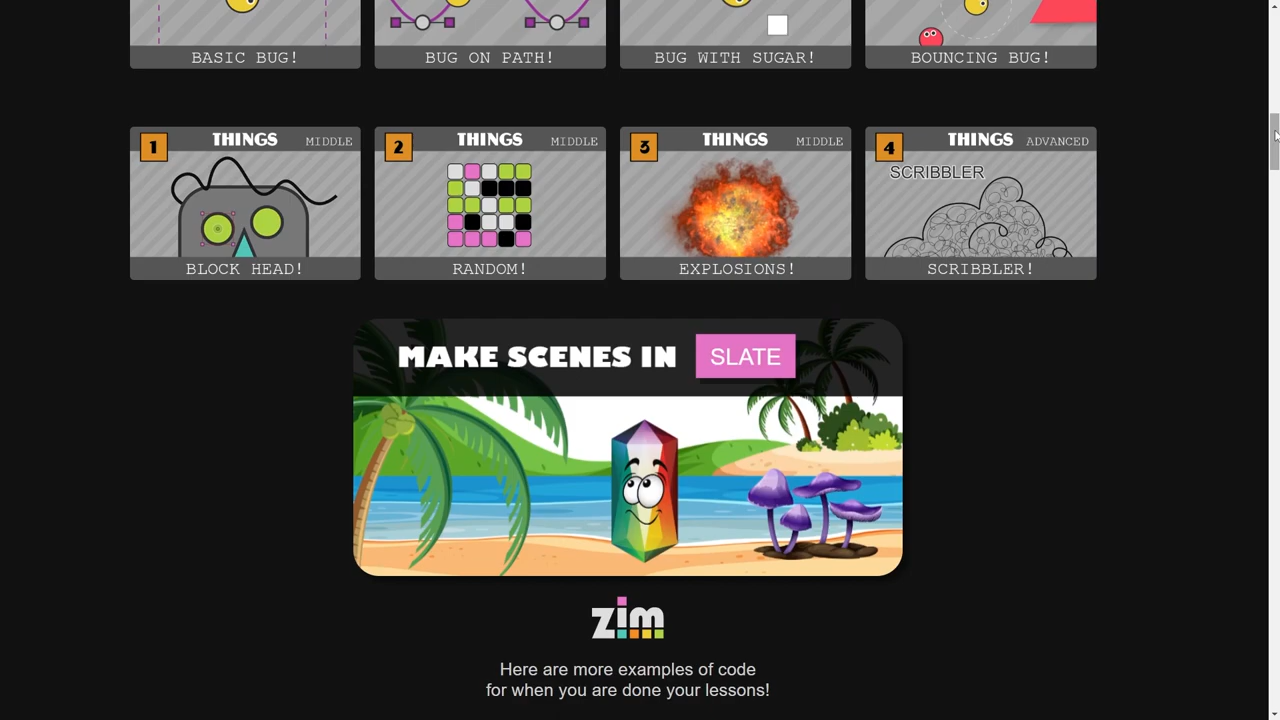 BASIC BUG!
BUG ON PATH!
BUG WITH SUGAR!
BOUNCING BUG!
1 THINGS MIDDLE
BLOCK HEAD!
2 THINGS MIDDLE
RANDOM!
3 THINGS MIDDLE
EXPLOSIONS!
4 THINGS ADVANCED
SCRIBBLER
SCRIBBLER!
MAKE SCENES IN SLATE
zim
Here are more examples of code
for when you are done your lessons!